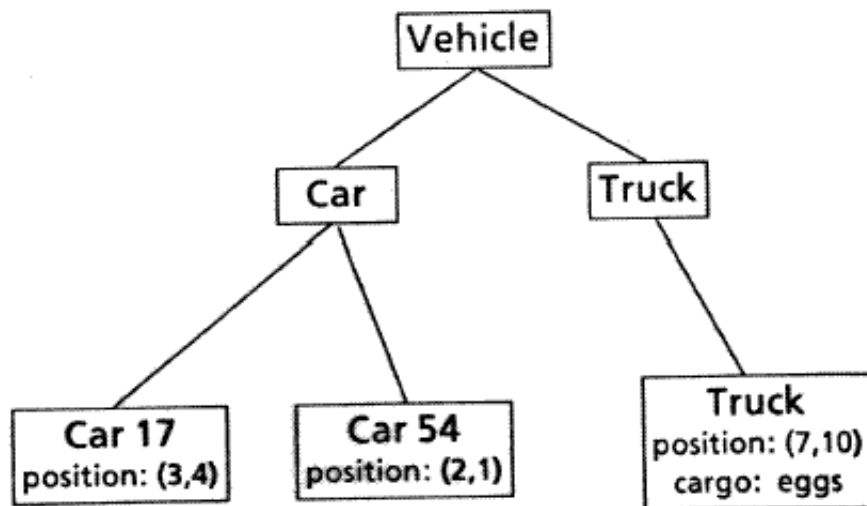 Vehicle
Car
Truck
Car 17
position: (3,4)
Car 54
position: (2,1)
Truck
position: (7,10)
cargo: eggs